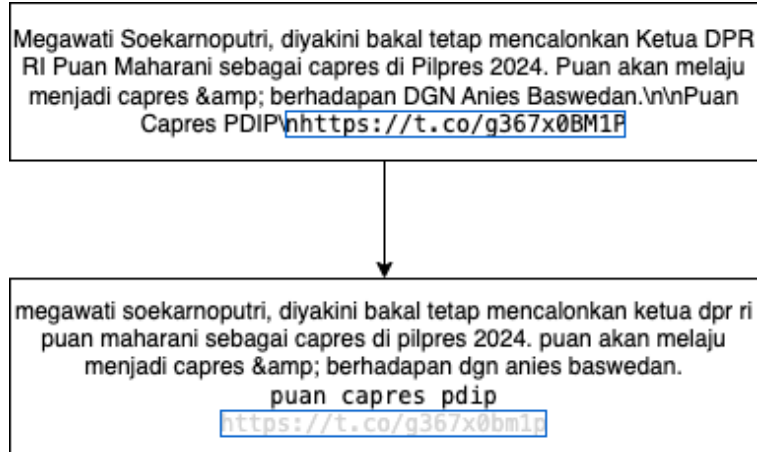 Megawati Soekarnoputri, diyakini bakal tetap mencalonkan Ketua DPR
RI Puan Maharani sebagai capres di Pilpres 2024. Puan akan melaju
menjadi capres &amp; berhadapan DGN Anies Baswedan.\n\nPuan
Capres PDIP\nhttps://t.co/g367x0BM1P
megawati soekarnoputri, diyakini bakal tetap mencalonkan ketua dpr ri
puan maharani sebagai capres di pilpres 2024. puan akan melaju
menjadi capres &amp; berhadapan dgn anies baswedan.
puan capres pdip
https://t.co/g367x0bm1p